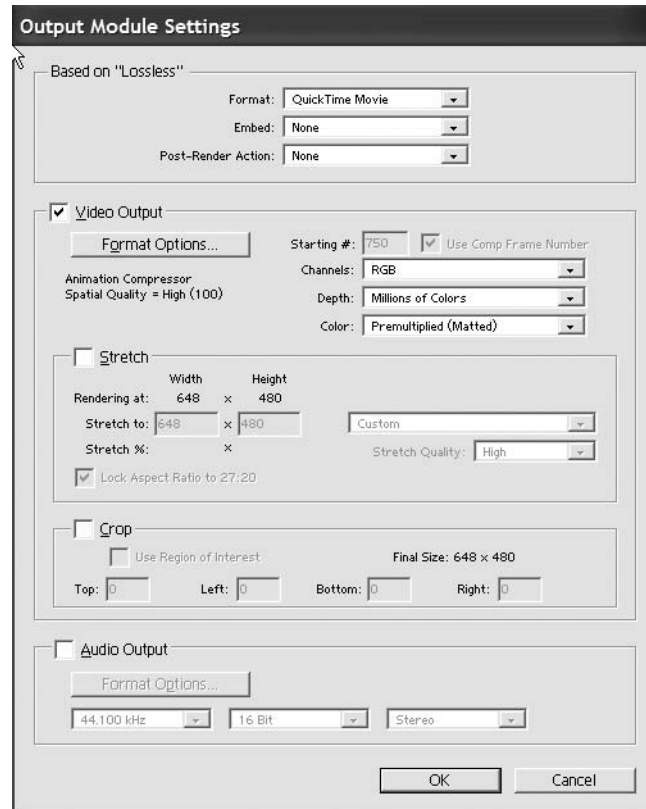 Output Module Settings
Based on "Lossless"
Format: QuickTime Movie
Embed: None
Post-Render Action: None
Video Output
Format Options...
Starting #: 750 Use Comp Frame Number
Animation Compressor
Spatial Quality = High (100)
Channels: RGB
Depth: Millions of Colors
Color: Premultiplied (Matted)
Stretch
Width Height
Rendering at: 648 x 480
Stretch to: 648 x 480 Custom
Stretch %: x Stretch Quality: High
Lock Aspect Ratio to 27:20
Crop
Use Region of Interest Final Size: 648 x 480
Top: 0 Left: 0 Bottom: 0 Right: 0
Audio Output
Format Options...
44.100 kHz 16 Bit Stereo
OK Cancel